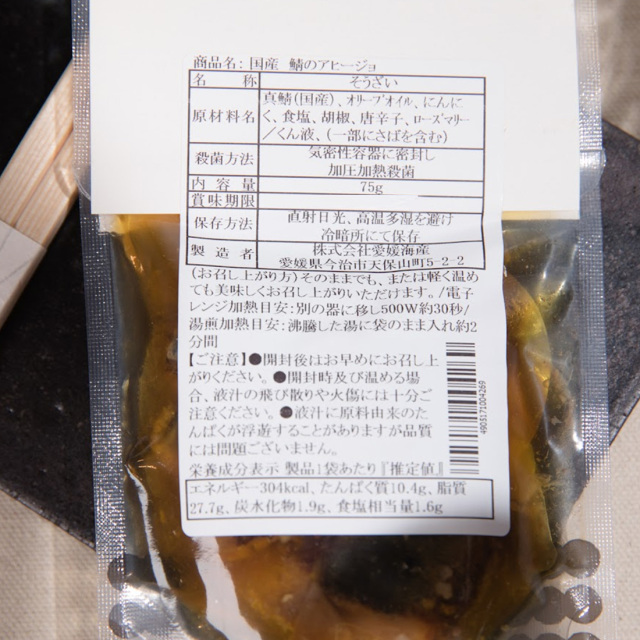 商品名: 国産 鯖のアヒージョ
名 称 そうざい
原材料名 真鯖(国産)、オリーブオイル、にんに
く、食塩、胡椒、唐辛子、ローズマリー
／くん液、(一部にさばを含む)
殺菌方法 気密性容器に密封し
加圧加熱殺菌
内 容 量 75g
賞味期限
保存方法 直射日光、高温多湿を避け
冷暗所にて保存
製 造 者 株式会社愛媛海産
愛媛県今治市天保山町5-2-2
(お召し上がり方)そのままでも、または軽く温め
ても美味しくお召し上がりいただけます。/電子
レンジ加熱目安:別の器に移し500W約30秒/
湯煎加熱目安:沸騰した湯に袋のまま入れ約2
分間
【ご注意】●開封後はお早めにお召し上
がりください。●開封時及び温める場
合、液汁の飛び散りや火傷には十分ご
注意ください。●液汁に原料由来のた
んぱくが浮遊することがありますが品質
には問題ございません。
栄養成分表示 製品1袋あたり『推定値』
エネルギー304kcal、たんぱく質10.4g、脂質
27.7g、炭水化物1.9g、食塩相当量1.6g